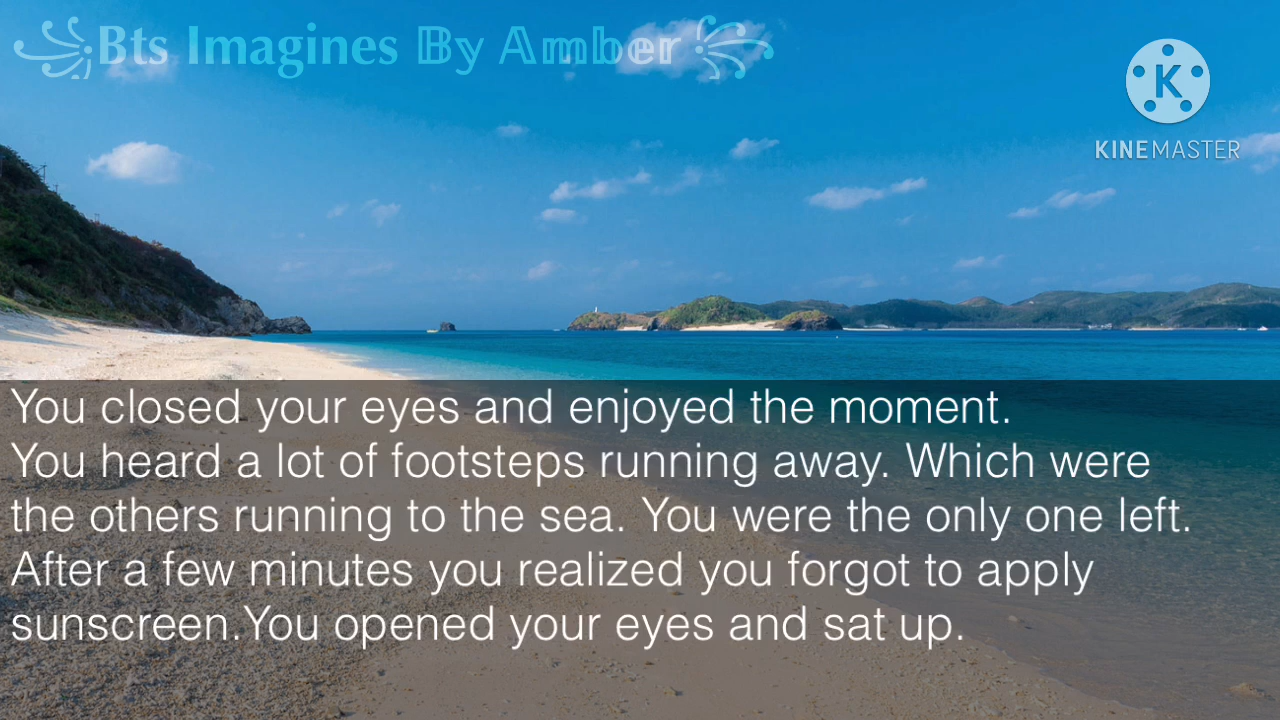 Bts Imagines By Amber
K
KINEMASTER
You closed your eyes and enjoyed the moment.
You heard a lot of footsteps running away. Which were
the others running to the sea. You were the only one left.
After a few minutes you realized you forgot to apply
sunscreen.You opened your eyes and sat up.